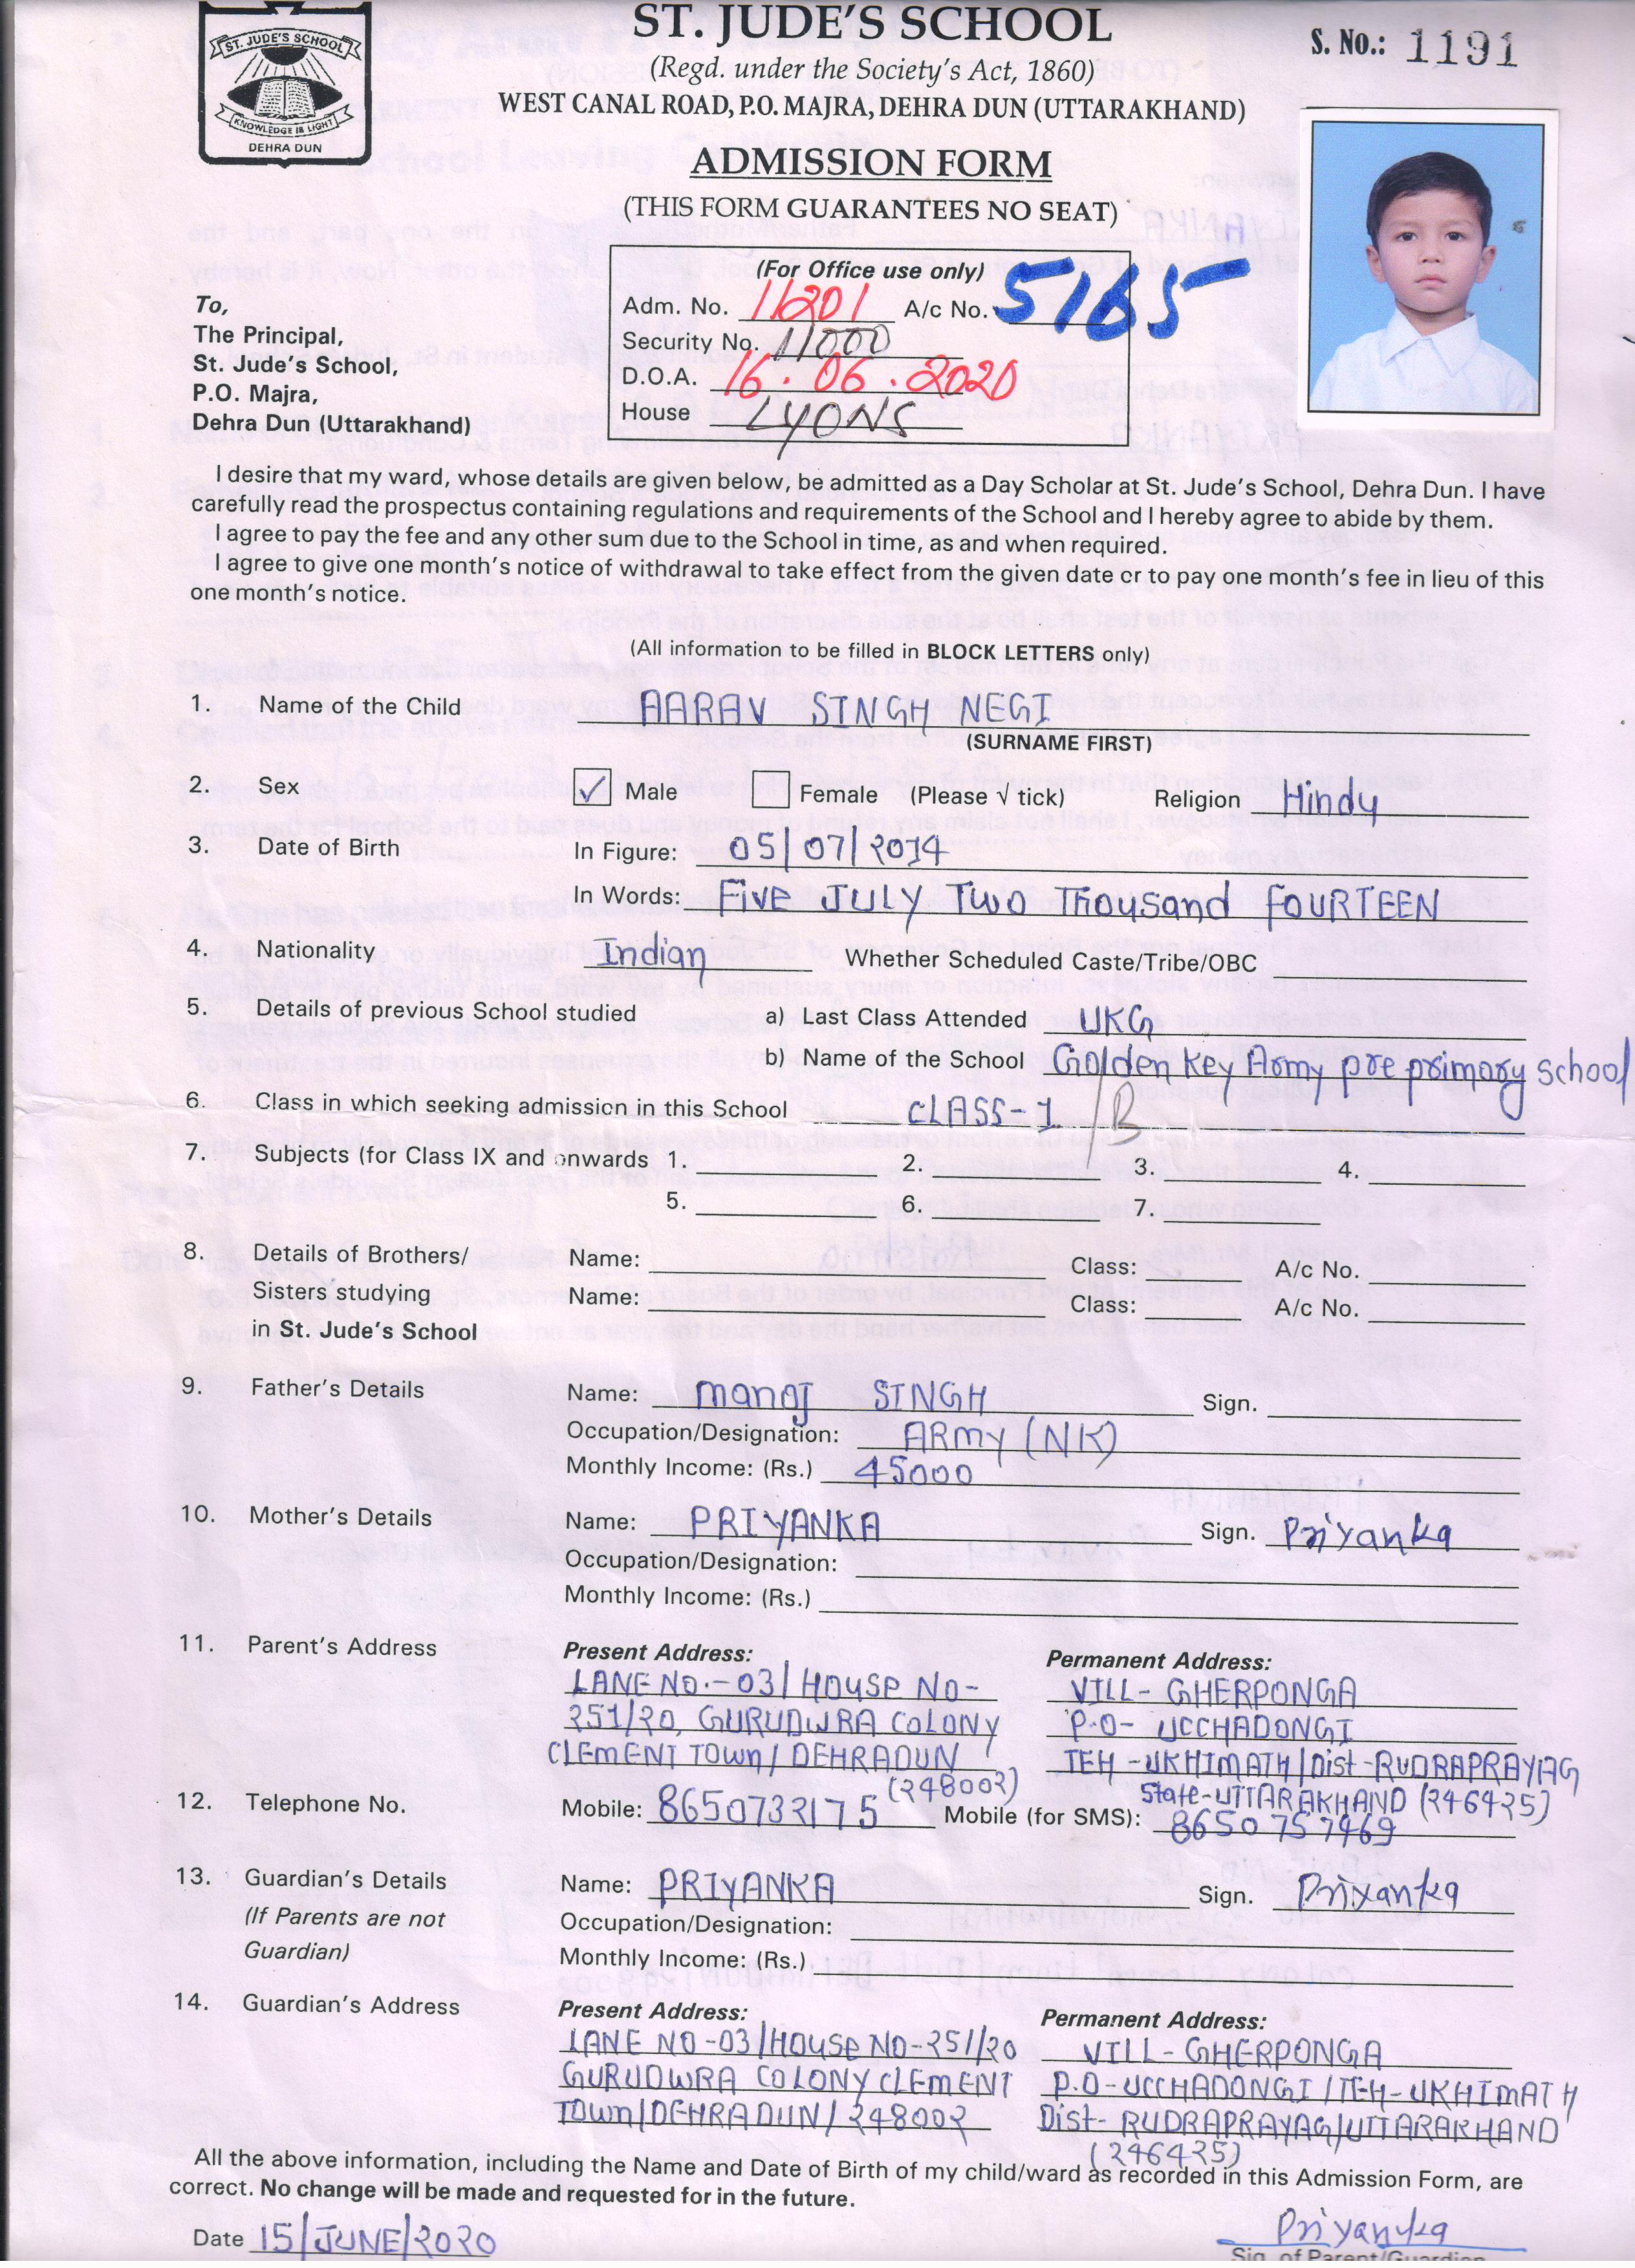 ST. JUDE'S SCHOOL
KNOWLEDGE IS LIGHT
DEHRA DUN
ST. JUDE'S SCHOOL
(Regd. under the Society's Act, 1860)
WEST CANAL ROAD, P.O. MAJRA, DEHRA DUN (UTTARAKHAND)
S. No.: 1191
ADMISSION FORM
(THIS FORM GUARANTEES NO SEAT)
(For Office use only)
Adm. No. 11201 A/c No. 5165
Security No. 11000
D.O.A. 16.06.2020
House LYONS
To,
The Principal,
St. Jude's School,
P.O. Majra,
Dehra Dun (Uttarakhand)
I desire that my ward, whose details are given below, be admitted as a Day Scholar at St. Jude's School, Dehra Dun. I have
carefully read the prospectus containing regulations and requirements of the School and I hereby agree to abide by them.
I agree to pay the fee and any other sum due to the School in time, as and when required.
I agree to give one month's notice of withdrawal to take effect from the given date or to pay one month's fee in lieu of this
one month's notice.
(All information to be filled in BLOCK LETTERS only)
1. Name of the Child AARAV SINGH NEGI
(SURNAME FIRST)
2. Sex ✓ Male Female (Please √ tick) Religion Hindu
3. Date of Birth In Figure: 05/07/2014
In Words: FIVE JULY TWO THousand FOURTEEN
4. Nationality Indian Whether Scheduled Caste/Tribe/OBC
5. Details of previous School studied a) Last Class Attended UKG
b) Name of the School Golden Key Army pre primary school
6. Class in which seeking admission in this School CLASS-1/B
7. Subjects (for Class IX and onwards 1. 2. 3. 4.
5. 6. 7.
8. Details of Brothers/ Name: Class: A/c No.
Sisters studying Name: Class: A/c No.
in St. Jude's School
9. Father's Details Name: manoj SINGH Sign.
Occupation/Designation: ARmy (NK)
Monthly Income: (Rs.) 45000
10. Mother's Details Name: PRIYANKA Sign. Priyanka
Occupation/Designation:
Monthly Income: (Rs.)
11. Parent's Address Present Address: Permanent Address:
LANE NO.-03/ HOUSE NO- VILL- GHERPONGA
251/20, GURUDWRA COLONY P.O- UCCHADONGI
CLEMENT TOWN/ DEHRADUN TEH -UKHIMATH/Dist-RUDRAPRAYAG
(248002) State-UTTARAKHAND (246425)
12. Telephone No. Mobile: 8650732175 Mobile (for SMS): 8650757469
13. Guardian's Details Name: PRIYANKA Sign. Priyanka
(If Parents are not Occupation/Designation:
Guardian) Monthly Income: (Rs.)
14. Guardian's Address Present Address: Permanent Address:
LANE NO-03/HOUSE NO-251/20 VILL- GHERPONGA
GURUDWRA COLONY CLEMENT P.O-UCCHADONGI/TEH-UKHIMATH
Town/DEHRADUN/248002 Dist- RUDRAPRAYAG/UTTARAKHAND
(246425)
All the above information, including the Name and Date of Birth of my child/ward as recorded in this Admission Form, are
correct. No change will be made and requested for in the future.
Date 15/JUNE/2020 Priyanka
Sig. of Parent/Guardian